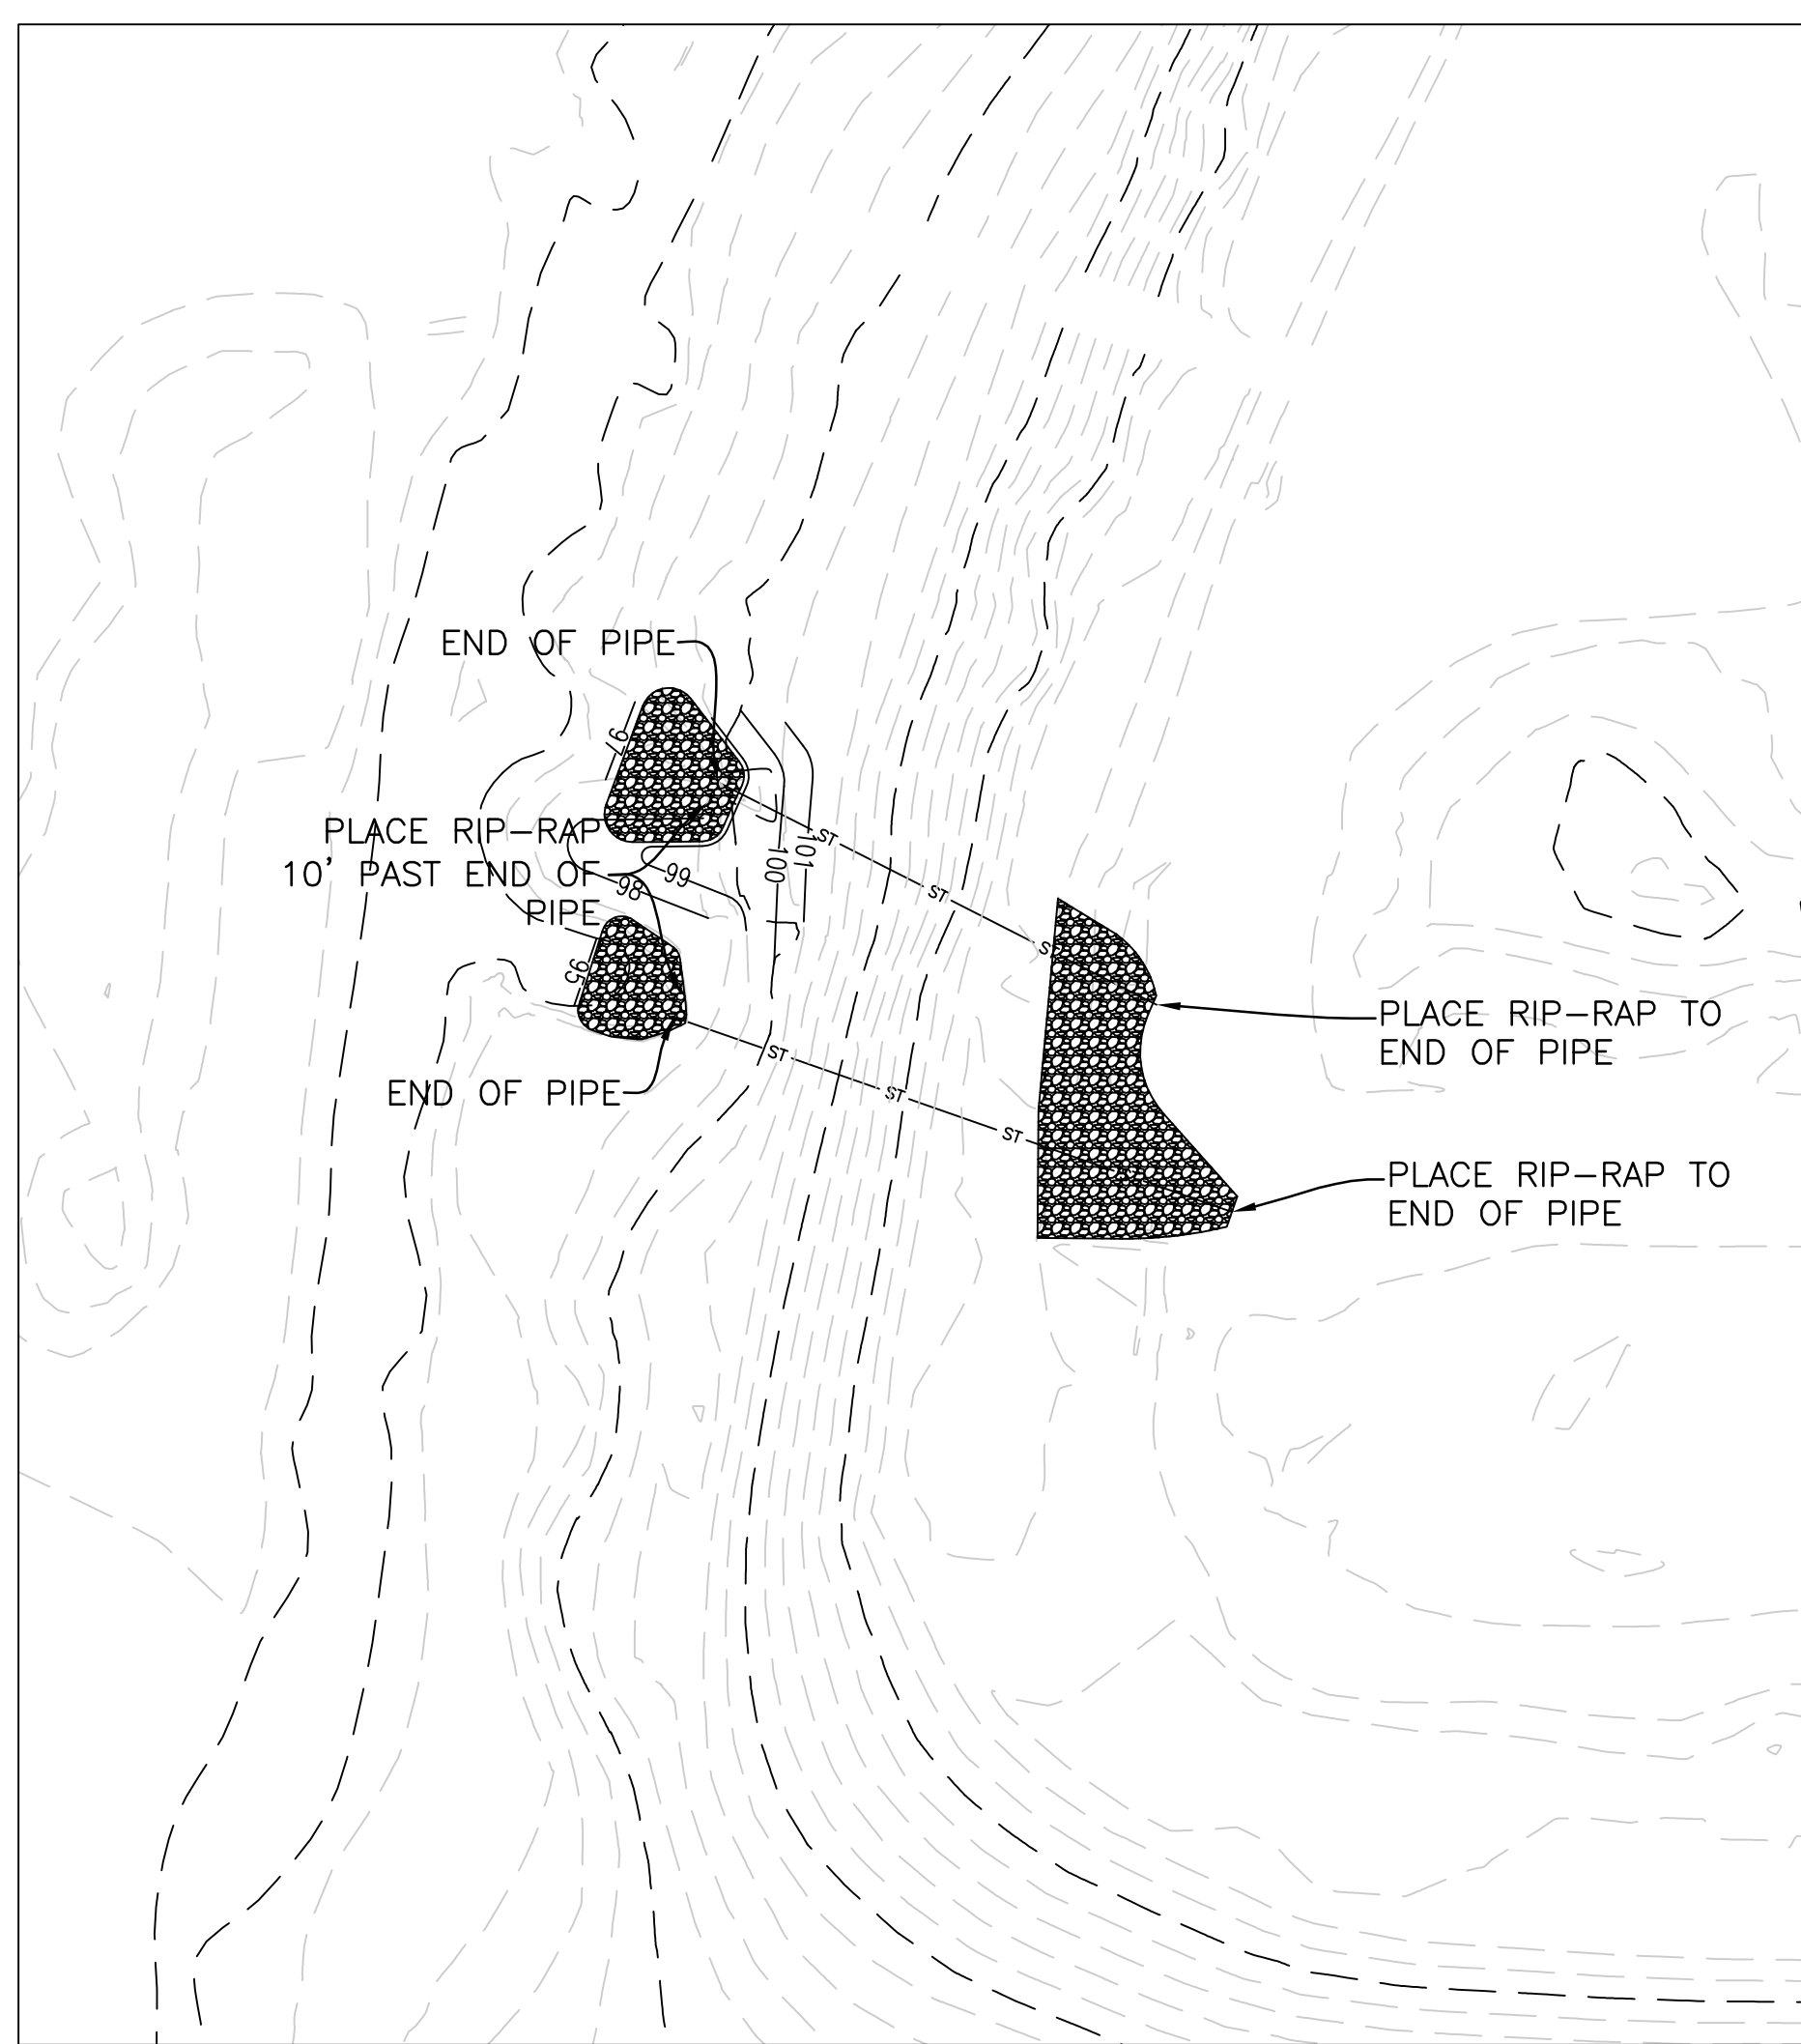 END OF PIPE
97
PLACE RIP-RAP
10' PAST END OF
PIPE
98
99
100
101
ST
ST
ST
95
END OF PIPE
ST
ST
ST
PLACE RIP-RAP TO
END OF PIPE
PLACE RIP-RAP TO
END OF PIPE